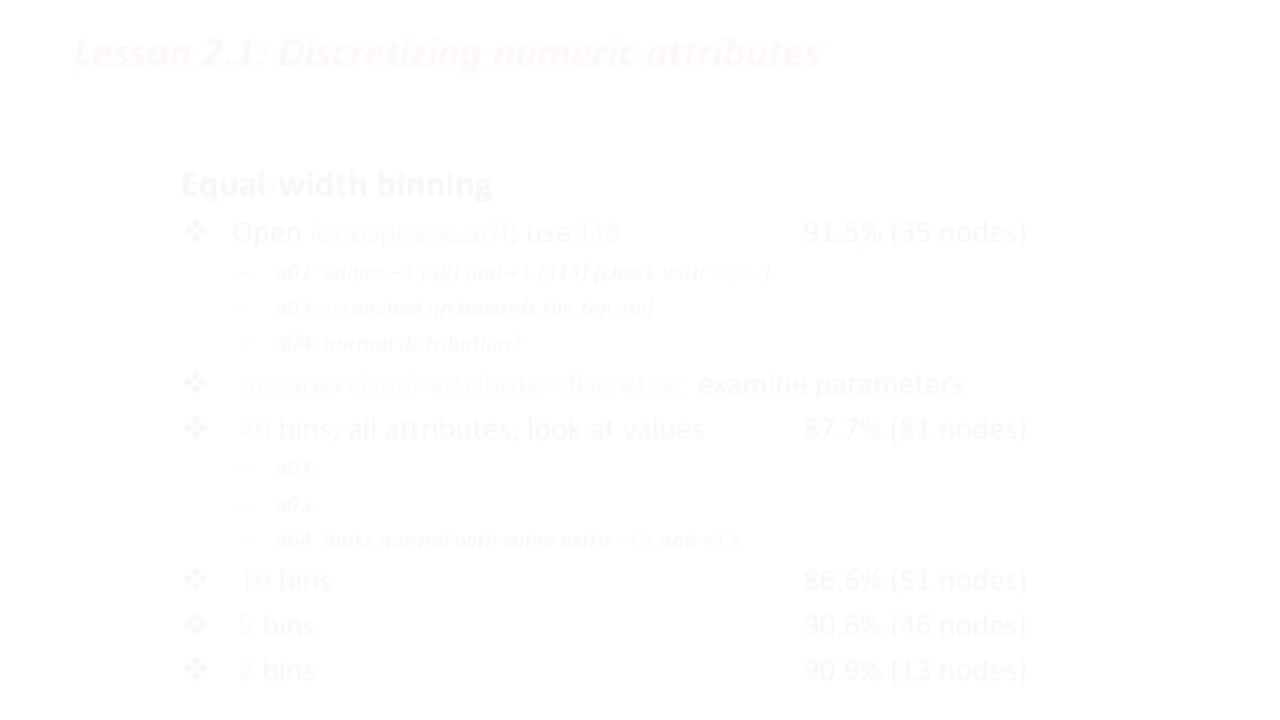 Lesson 2.1: Discretizing numeric attributes
Equal-width binning
❖ Open ionosphere.arff; use J48 91.5% (35 nodes)
– a01: values –1 (38) and +1 (313) [check with Edit...]
– a03: scrunched up towards the top end
– a04: normal distribution?
❖ unsupervised>attribute>discretize: examine parameters
❖ 40 bins; all attributes; look at values 87.7% (81 nodes)
– a01
– a03
a04: looks normal with some extra –1's and +1's
❖ 10 bins 86.6% (51 nodes)
❖ 5 bins 90.6% (46 nodes)
❖ 2 bins 90.9% (13 nodes)